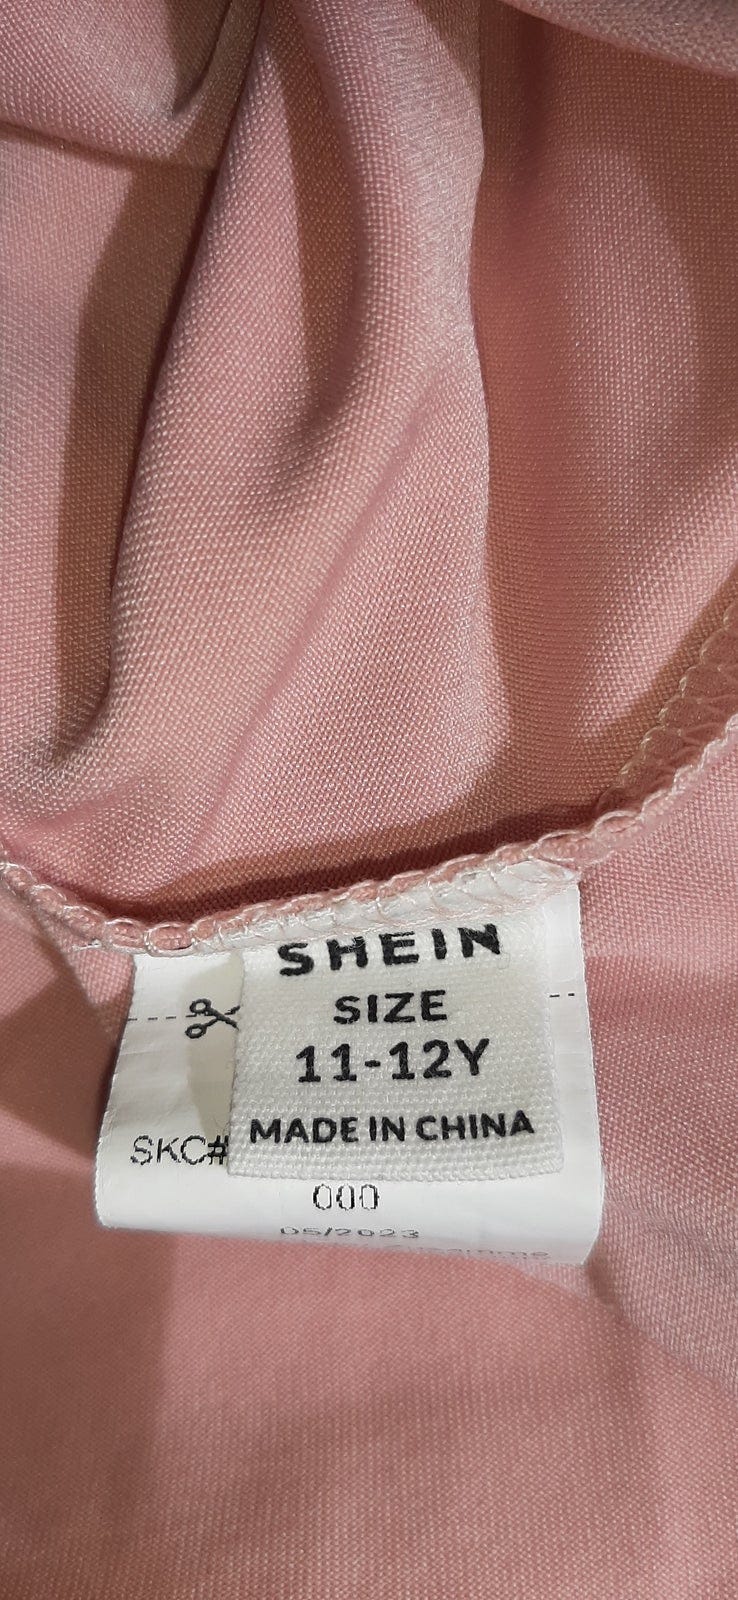 SHEIN
SIZE
11-12Y
MADE IN CHINA
SKC#
000
05/2023